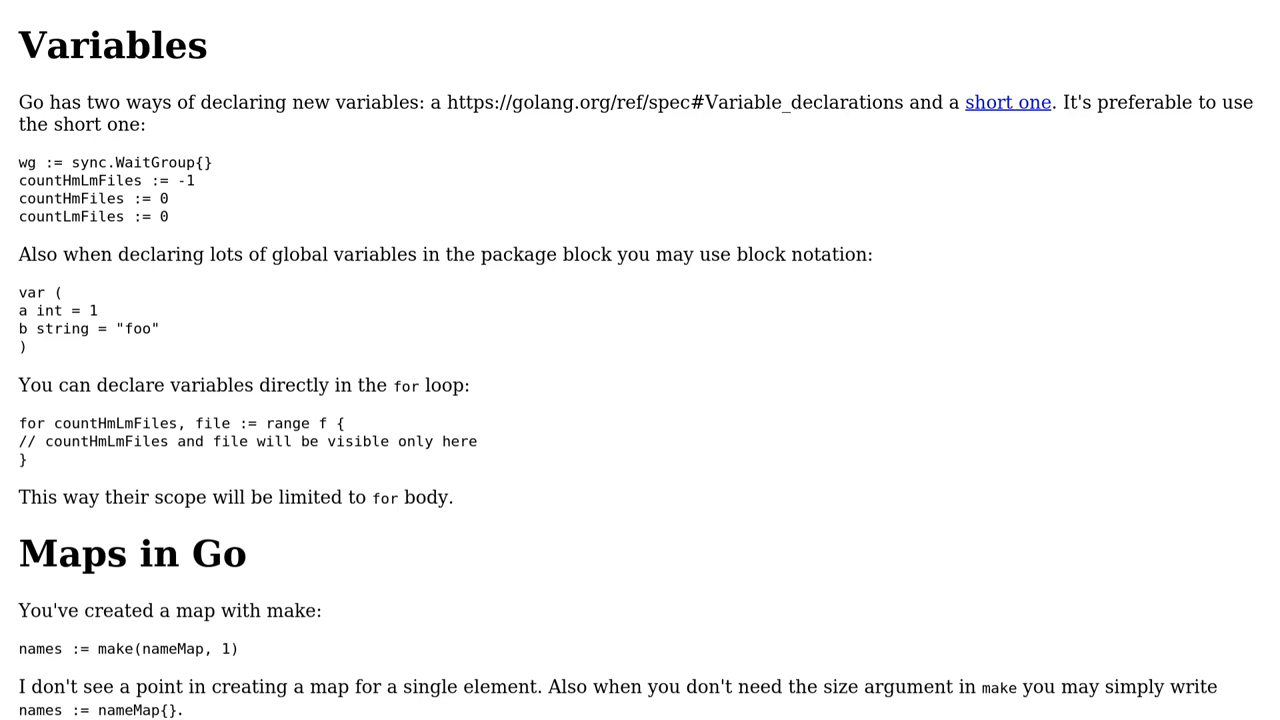 Variables
Go has two ways of declaring new variables: a https://golang.org/ref/spec#Variable_declarations and a short one. It's preferable to use
the short one:
wg := sync.WaitGroup{}
countHmLmFiles := -1
countHmFiles := 0
countLmFiles := 0
Also when declaring lots of global variables in the package block you may use block notation:
var (
a int = 1
b string = "foo"
)
You can declare variables directly in the for loop:
for countHmLmFiles, file := range f {
// countHmLmFiles and file will be visible only here
}
This way their scope will be limited to for body.
Maps in Go
You've created a map with make:
names := make(nameMap, 1)
I don't see a point in creating a map for a single element. Also when you don't need the size argument in make you may simply write
names := nameMap{}.